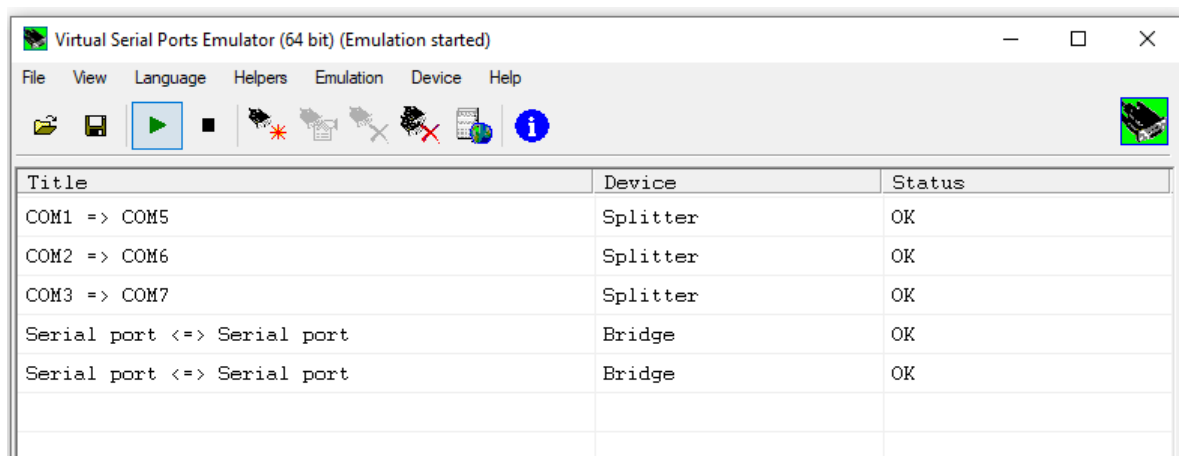 Virtual Serial Ports Emulator (64 bit) (Emulation started)
File View Language Helpers Emulation Device Help
Title Device Status
COM1 => COM5 Splitter OK
COM2 => COM6 Splitter OK
COM3 => COM7 Splitter OK
Serial port <=> Serial port Bridge OK
Serial port <=> Serial port Bridge OK